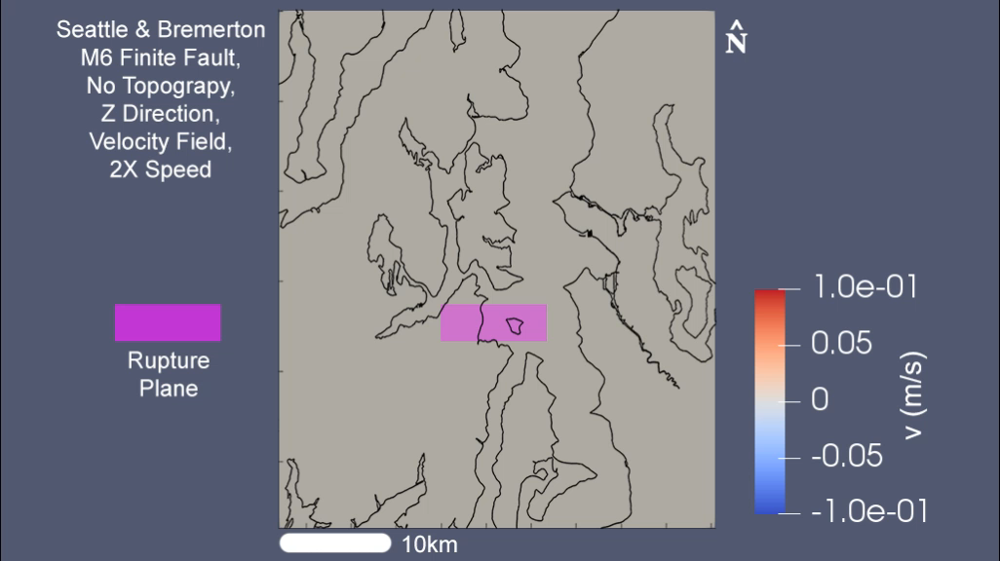 Seattle & Bremerton
M6 Finite Fault,
No Topograpy,
Z Direction,
Velocity Field,
2X Speed
N
Rupture
Plane
1.0e-01
0.05
0
-0.05
-1.0e-01
v (m/s)
10km